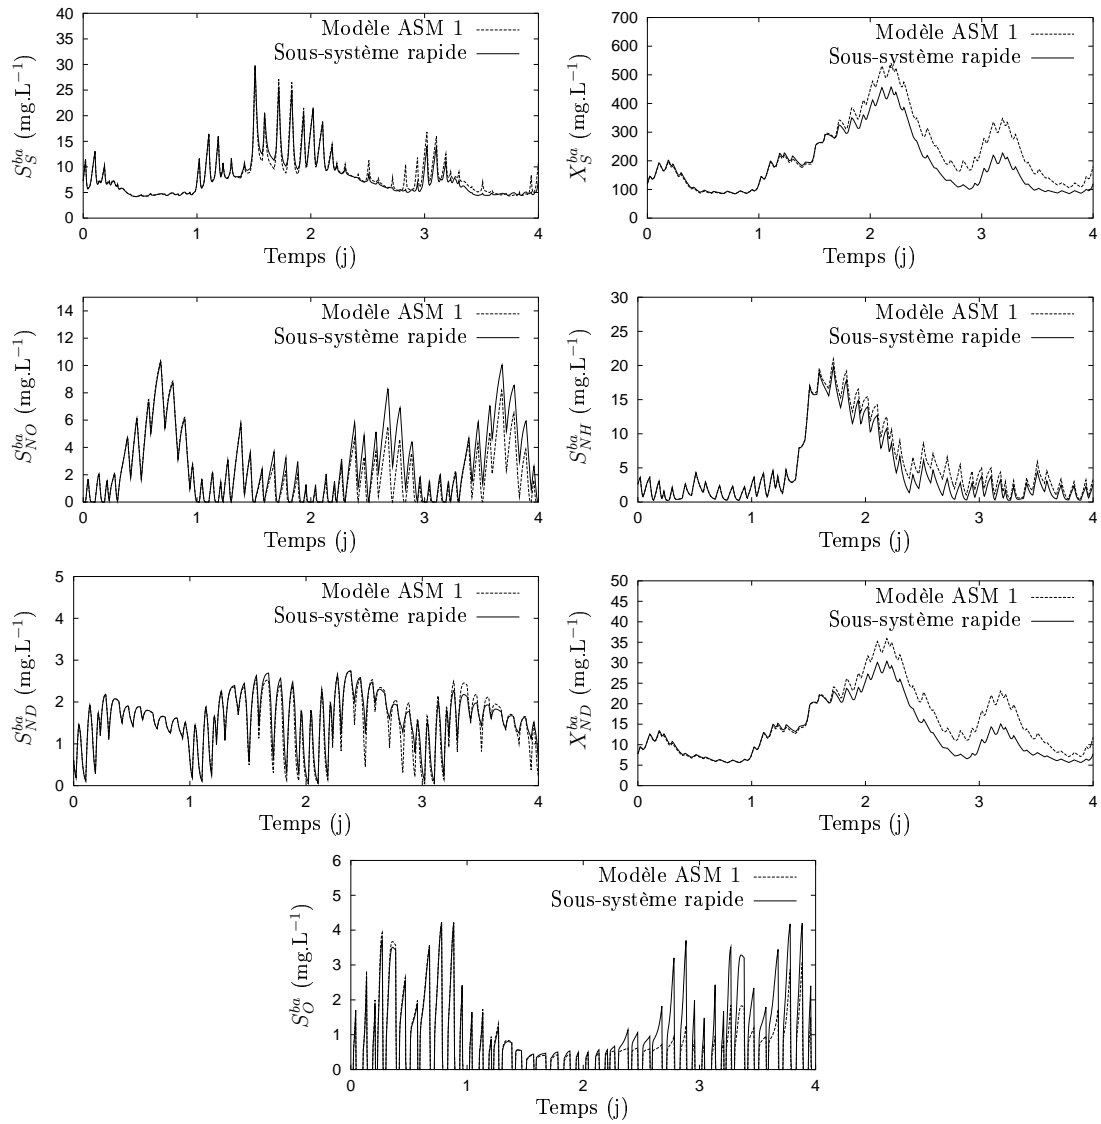 40
35
30
25
20
15
10
5
0
0 1 2 3 4
S_S^{ba} (mg.L^{-1})
Temps (j)
Modèle ASM 1
Sous-système rapide
700
600
500
400
300
200
100
0
0 1 2 3 4
X_S^{ba} (mg.L^{-1})
Temps (j)
Modèle ASM 1
Sous-système rapide
14
12
10
8
6
4
2
0
0 1 2 3 4
S_{NO}^{ba} (mg.L^{-1})
Temps (j)
Modèle ASM 1
Sous-système rapide
30
25
20
15
10
5
0
0 1 2 3 4
S_{NH}^{ba} (mg.L^{-1})
Temps (j)
Modèle ASM 1
Sous-système rapide
5
4
3
2
1
0
0 1 2 3 4
S_{ND}^{ba} (mg.L^{-1})
Temps (j)
Modèle ASM 1
Sous-système rapide
50
45
40
35
30
25
20
15
10
5
0
0 1 2 3 4
X_{ND}^{ba} (mg.L^{-1})
Temps (j)
Modèle ASM 1
Sous-système rapide
6
5
4
3
2
1
0
0 1 2 3 4
S_O^{ba} (mg.L^{-1})
Temps (j)
Modèle ASM 1
Sous-système rapide